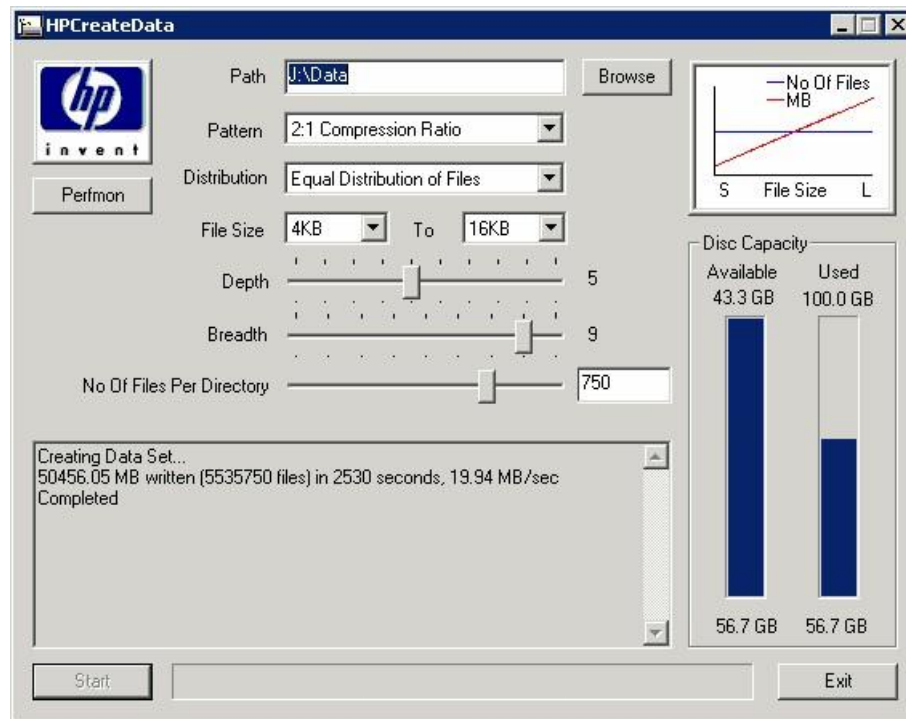 HPCreateData
hp
invent
Perfmon
Path J:\Data Browse
Pattern 2:1 Compression Ratio
Distribution Equal Distribution of Files
File Size 4KB To 16KB
Depth 5
Breadth 9
No Of Files Per Directory 750
No Of Files
MB
S File Size L
Disc Capacity
Available Used
43.3 GB 100.0 GB
56.7 GB 56.7 GB
Creating Data Set...
50456.05 MB written (5535750 files) in 2530 seconds, 19.94 MB/sec
Completed
Start
Exit